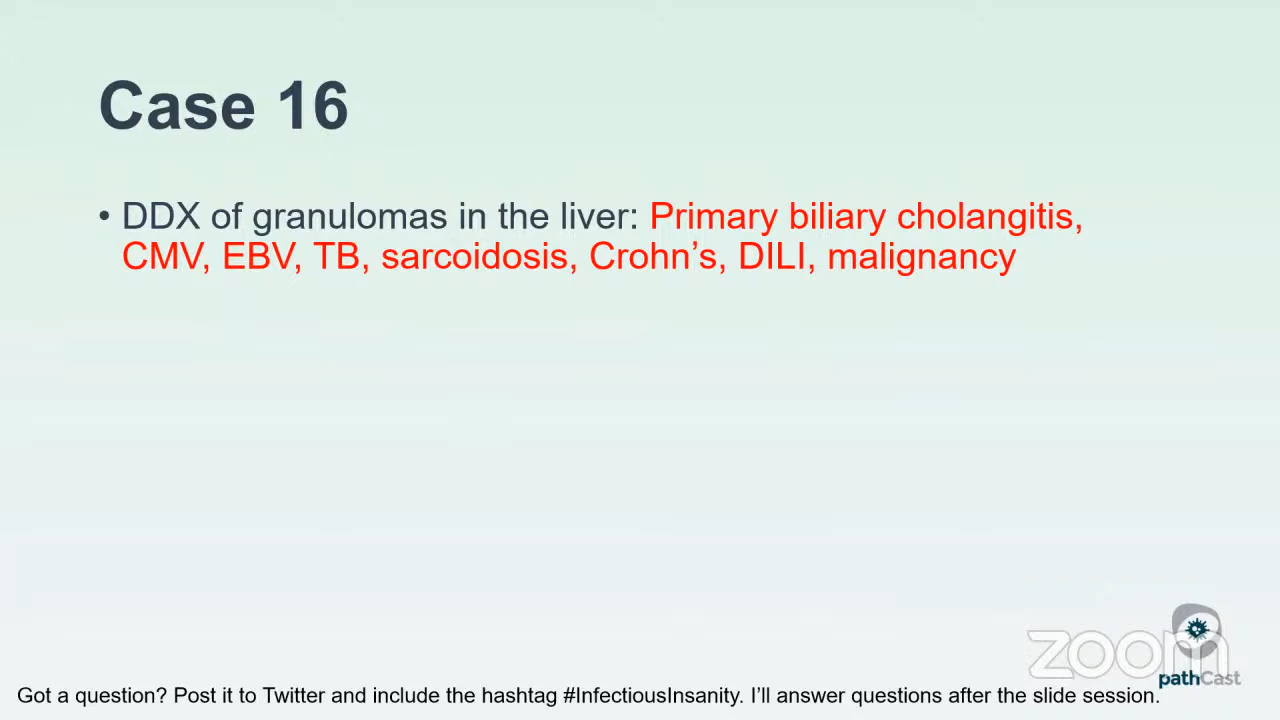 Case 16
• DDX of granulomas in the liver: Primary biliary cholangitis,
CMV, EBV, TB, sarcoidosis, Crohn’s, DILI, malignancy
zoom
pathCast
Got a question? Post it to Twitter and include the hashtag #InfectiousInsanity. I’ll answer questions after the slide session.